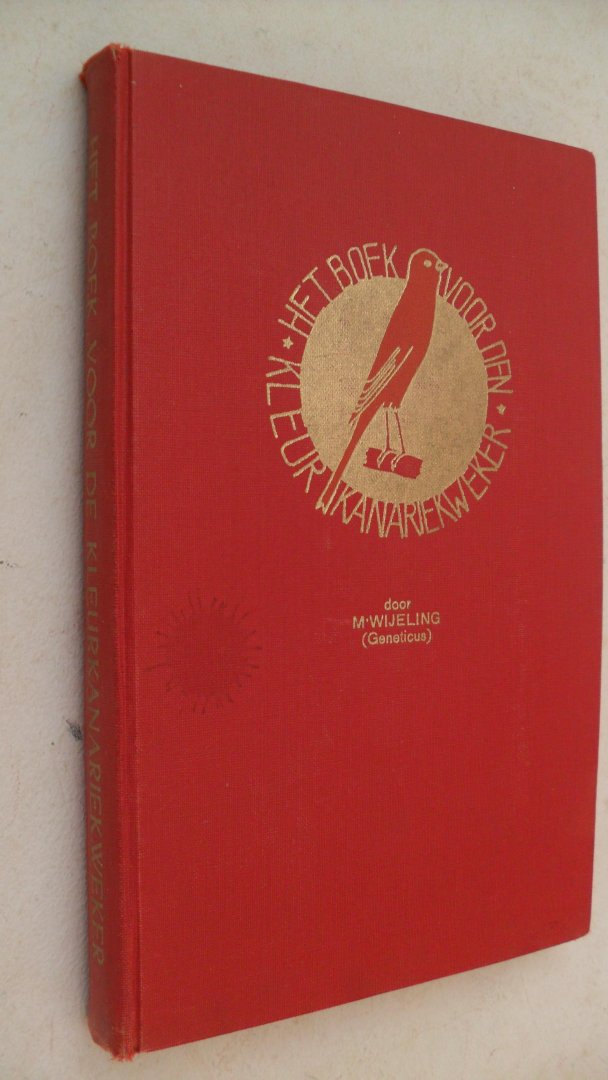 HET BOEK VOOR DE KLEURKANARIEKWEKER
* HET BOEK VOOR DEN *
KLEURKANARIEKWEKER
door
M·WIJELING
(Geneticus)